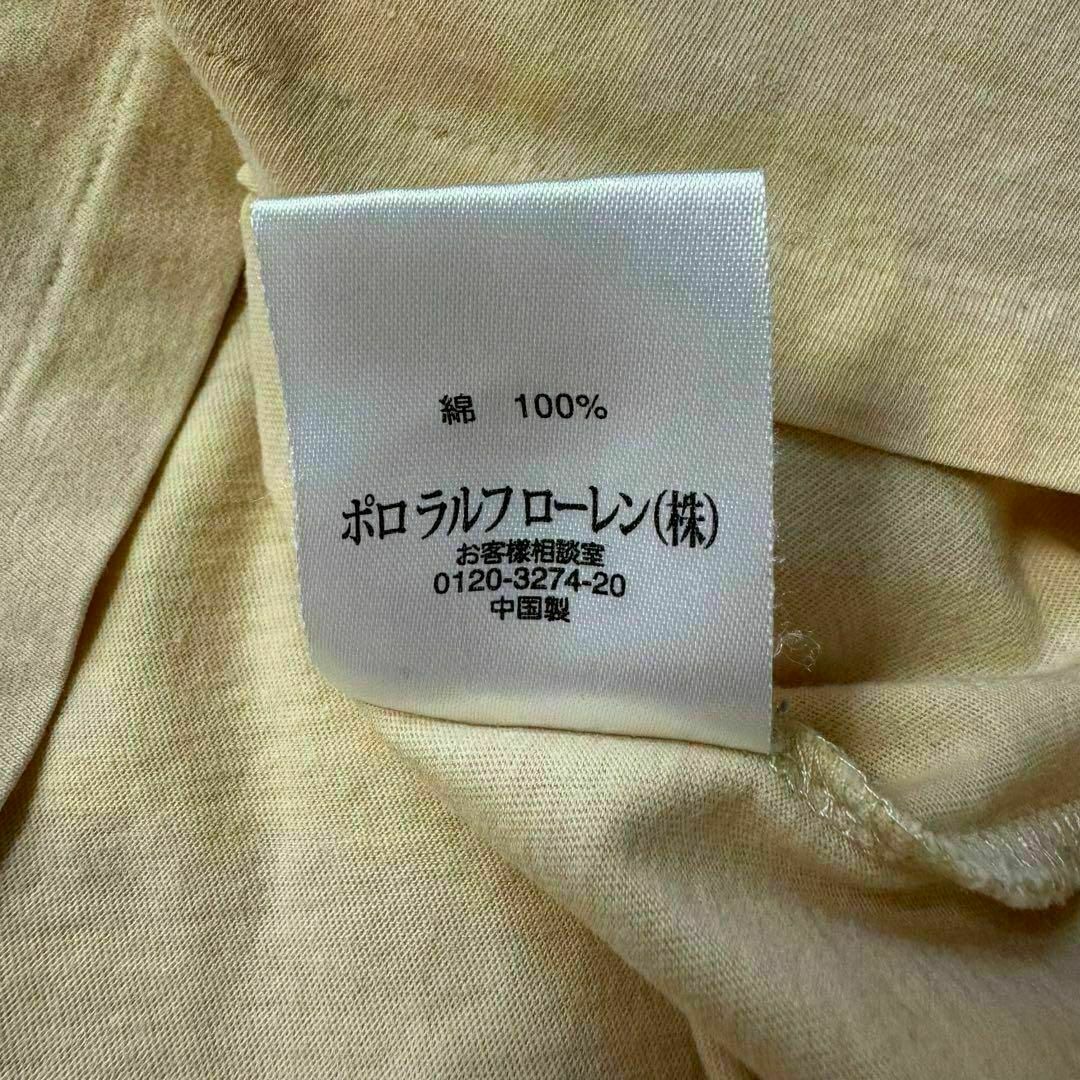 綿　100%
ポロ ラルフ ローレン(株)
お客様相談室
0120-3274-20
中国製